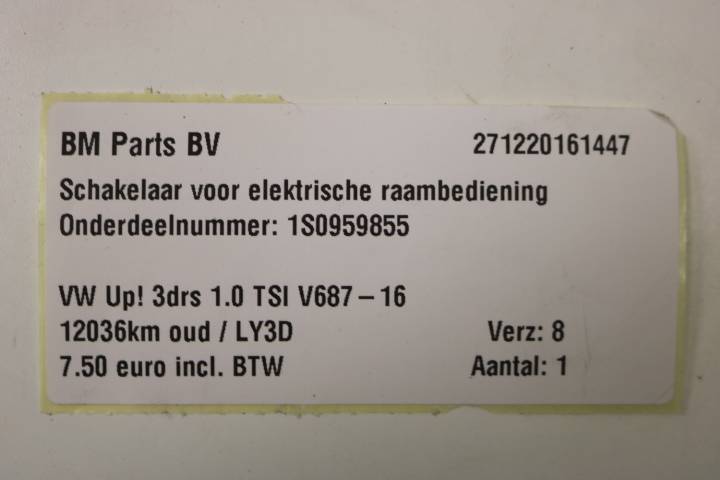 BM Parts BV 271220161447
Schakelaar voor elektrische raambediening
Onderdeelnummer: 1S0959855
VW Up! 3drs 1.0 TSI V687 – 16
12036km oud / LY3D Verz: 8
7.50 euro incl. BTW Aantal: 1